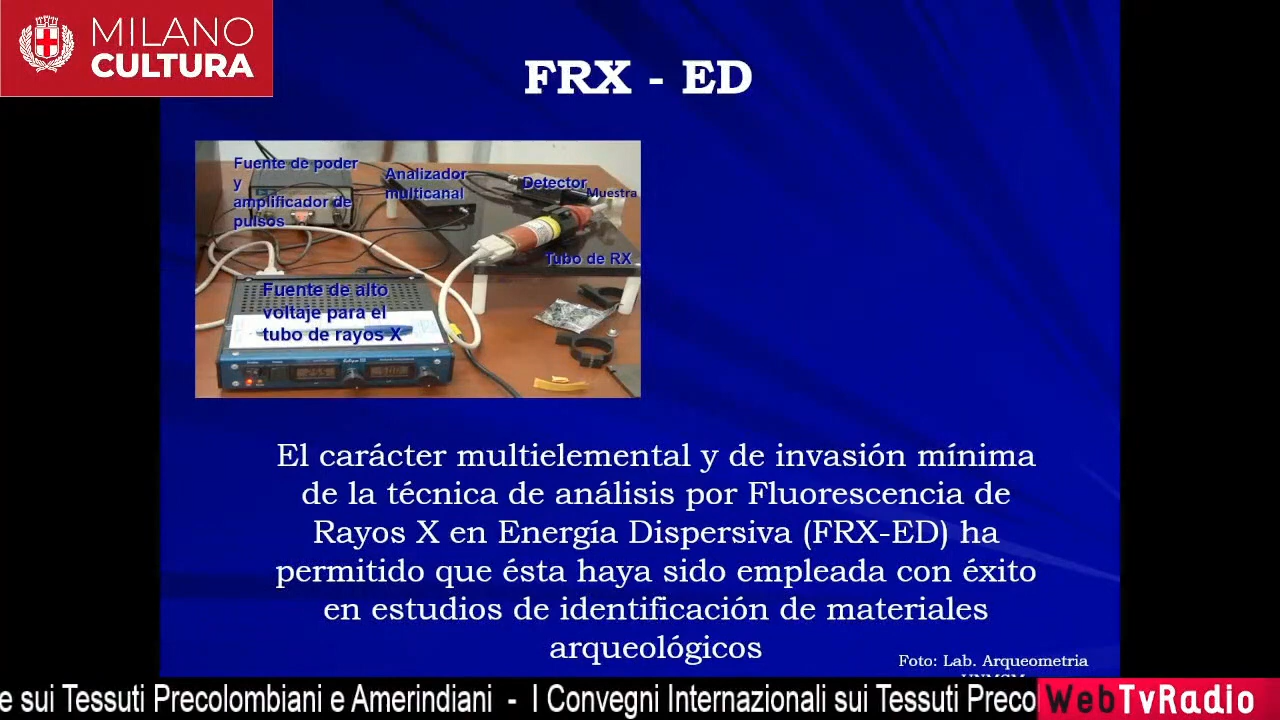 MILANO
CULTURA
FRX - ED
Fuente de poder
y
amplificador de
pulsos
Analizador
multicanal
Detector
Muestra
Tubo de RX
Fuente de alto
voltaje para el
tubo de rayos X
El carácter multielemental y de invasión mínima
de la técnica de análisis por Fluorescencia de
Rayos X en Energía Dispersiva (FRX-ED) ha
permitido que ésta haya sido empleada con éxito
en estudios de identificación de materiales
arqueológicos
Foto: Lab. Arqueometria
UNMSM
e sui Tessuti Precolombiani e Amerindiani - I Convegni Internazionali sui Tessuti Preco
WebTvRadio